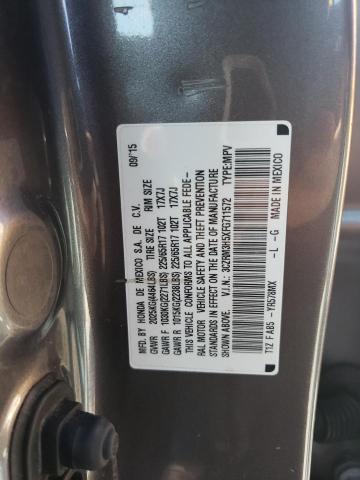 MFD. BY HONDA DE MEXICO S.A. DE C.V. 09/15
GVWR 2025KG(4464LBS) TIRE SIZE RIM SIZE
GAWR F 1030KG(2271LBS) 225/65R17 102T 17X7J
GAWR R 1015KG(2238LBS) 225/65R17 102T 17X7J
THIS VEHICLE CONFORMS TO ALL APPLICABLE FEDE-
RAL MOTOR VEHICLE SAFETY AND THEFT PREVENTION
STANDARDS IN EFFECT ON THE DATE OF MANUFACTURE
SHOWN ABOVE. V.I.N.: 3CZRM3H5XFG711572 TYPE:MPV
T1Z FAB5 -YR578MX -L -G MADE IN MEXICO